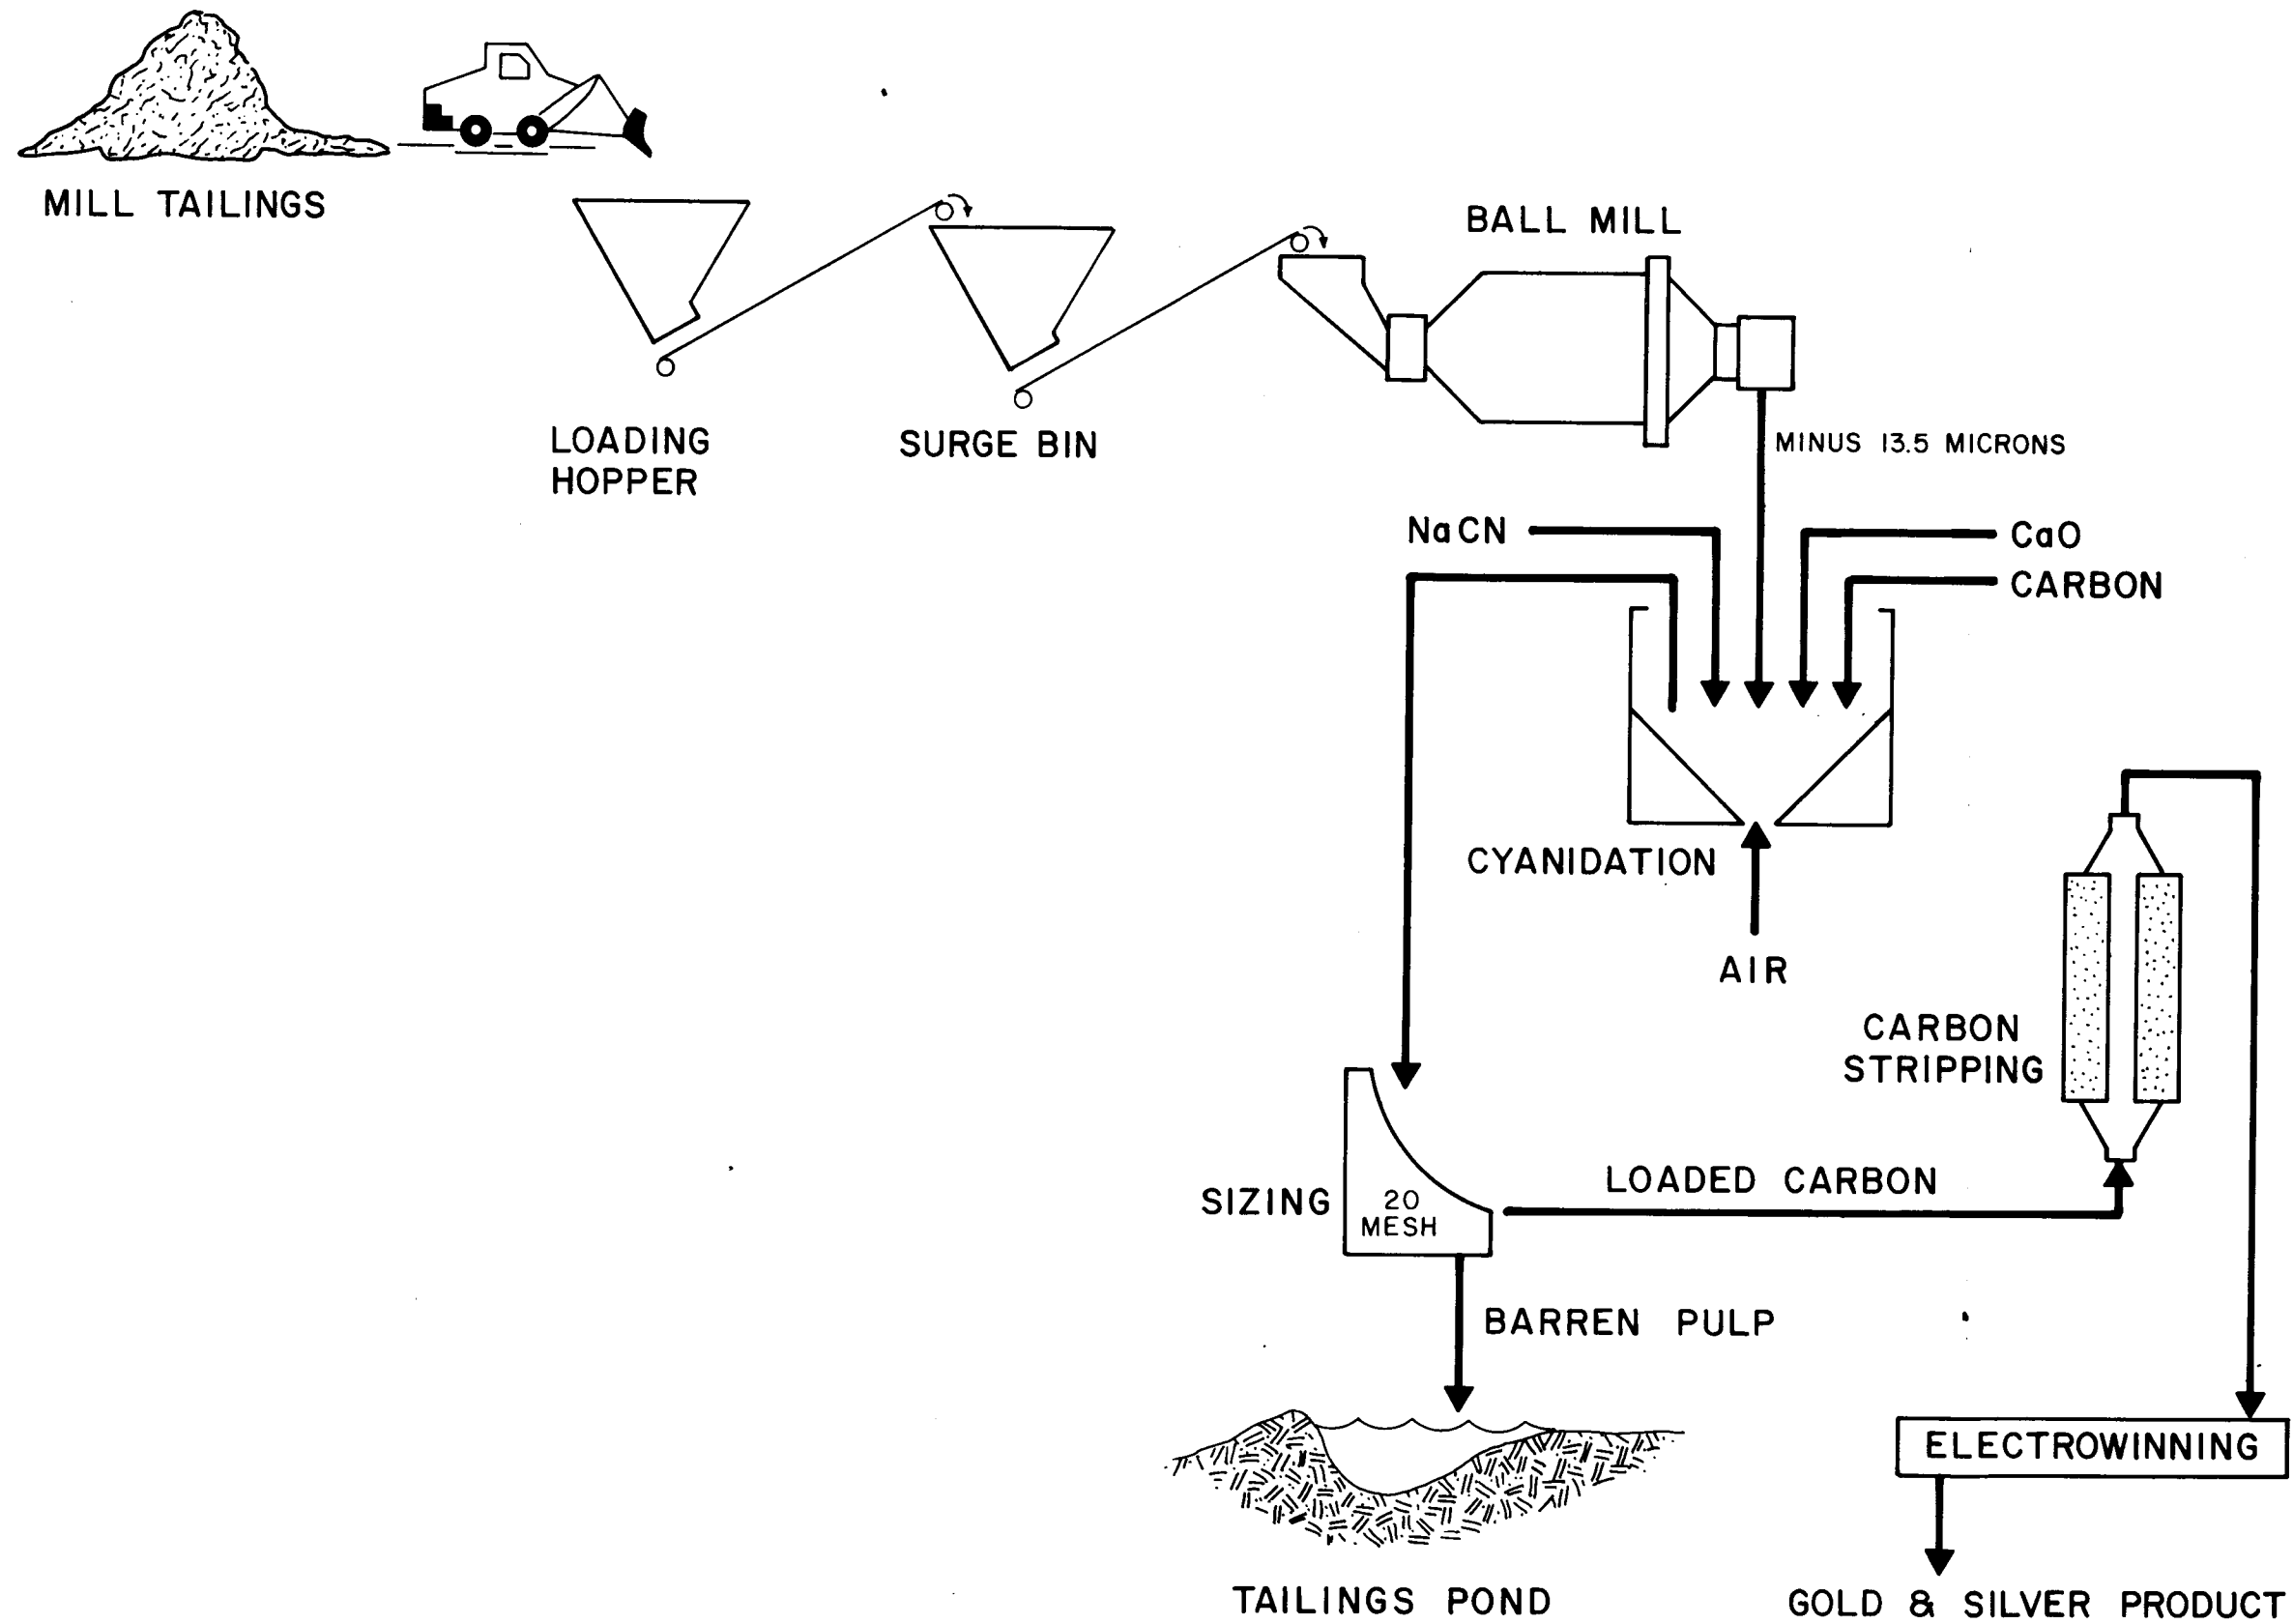 MILL TAILINGS
LOADING
HOPPER
SURGE BIN
BALL MILL
MINUS 13.5 MICRONS
NaCN
CaO
CARBON
CYANIDATION
AIR
CARBON
STRIPPING
SIZING
20
MESH
LOADED CARBON
BARREN PULP
TAILINGS POND
ELECTROWINNING
GOLD & SILVER PRODUCT